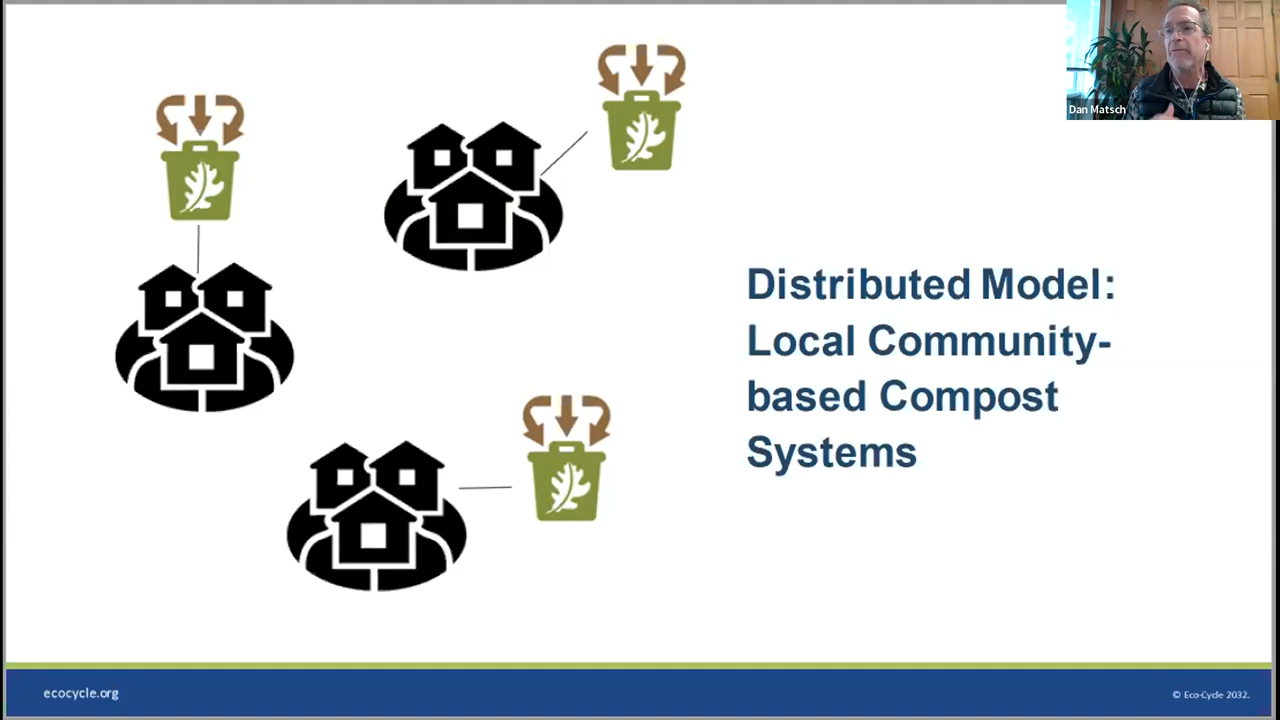 Dan Matsch
Distributed Model:
Local Community-
based Compost
Systems
ecocycle.org
© Eco-Cycle 2032.